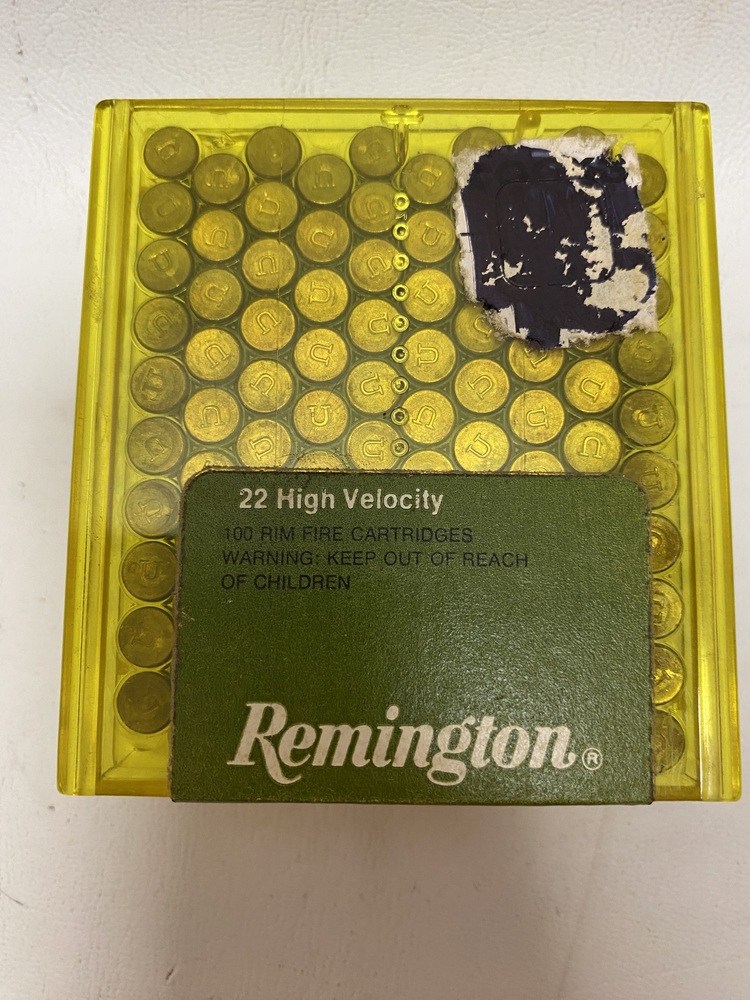 22 High Velocity
100 RIM FIRE CARTRIDGES
WARNING: KEEP OUT OF REACH
OF CHILDREN
Remington®